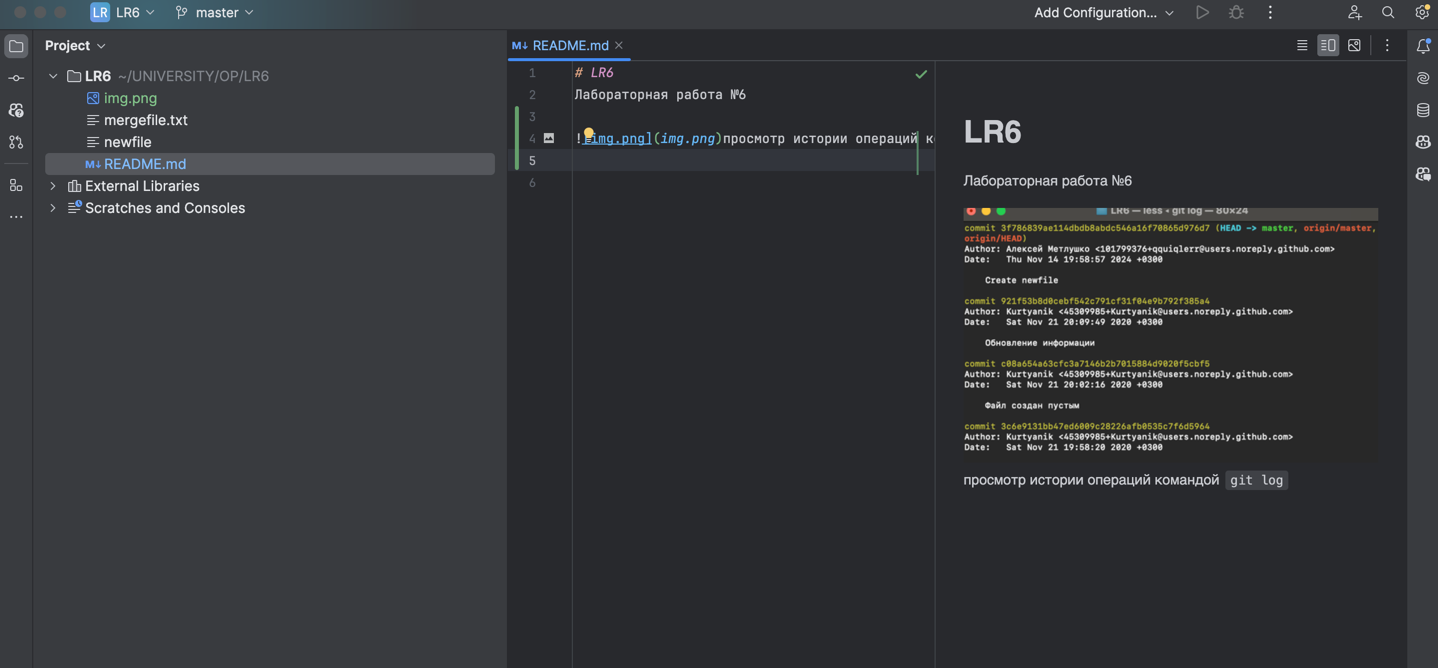 LR LR6 master Add Configuration...
Project
LR6 ~/UNIVERSITY/OP/LR6
img.png
mergefile.txt
newfile
M↓ README.md
External Libraries
Scratches and Consoles
M↓ README.md
1 # LR6
2 Лабораторная работа №6
3
4 ![img.png](img.png)просмотр истории операций к
5
6
LR6
Лабораторная работа №6
LR6 — less ◂ git log — 80×24
commit 3f786839ae114dbdb8abdc546a16f70865d976d7 (HEAD -> master, origin/master,
origin/HEAD)
Author: Алексей Метлушко <101799376+qquiqlerr@users.noreply.github.com>
Date: Thu Nov 14 19:58:57 2024 +0300
Create newfile
commit 921f53b8d0cebf542c791cf31f04e9b792f385a4
Author: Kurtyanik <45309985+Kurtyanik@users.noreply.github.com>
Date: Sat Nov 21 20:09:49 2020 +0300
Обновление информации
commit c08a654a63cfc3a7146b2b7015884d9020f5cbf5
Author: Kurtyanik <45309985+Kurtyanik@users.noreply.github.com>
Date: Sat Nov 21 20:02:16 2020 +0300
Файл создан пустым
commit 3c6e9131bb47ed6009c28226afb0535c7f6d5964
Author: Kurtyanik <45309985+Kurtyanik@users.noreply.github.com>
Date: Sat Nov 21 19:58:20 2020 +0300
просмотр истории операций командой git log